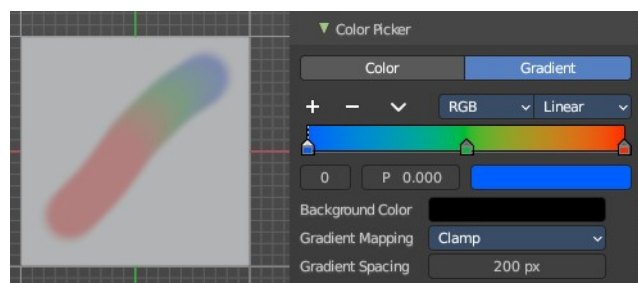 Color Picker
Color Gradient
RGB Linear
0 P 0.000
Background Color
Gradient Mapping Clamp
Gradient Spacing 200 px